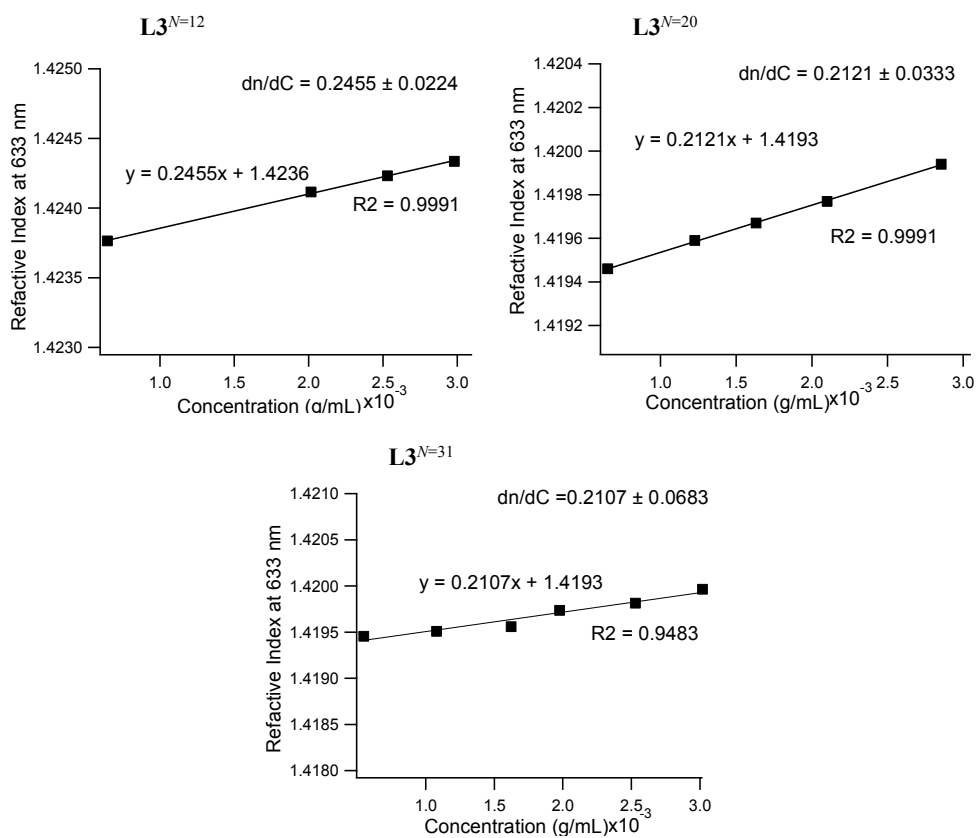 L3N=12
1.4250
1.4245
1.4240
1.4235
1.4230
Refactive Index at 633 nm
dn/dC = 0.2455 ± 0.0224
y = 0.2455x + 1.4236
R2 = 0.9991
1.0 1.5 2.0 2.5 3.0
Concentration (g/mL)x10-3
L3N=20
1.4204
1.4202
1.4200
1.4198
1.4196
1.4194
1.4192
Refactive Index at 633 nm
dn/dC = 0.2121 ± 0.0333
y = 0.2121x + 1.4193
R2 = 0.9991
1.0 1.5 2.0 2.5 3.0
Concentration (g/mL)x10-3
L3N=31
1.4210
1.4205
1.4200
1.4195
1.4190
1.4185
1.4180
Refactive Index at 633 nm
dn/dC =0.2107 ± 0.0683
y = 0.2107x + 1.4193
R2 = 0.9483
1.0 1.5 2.0 2.5 3.0
Concentration (g/mL)x10-3